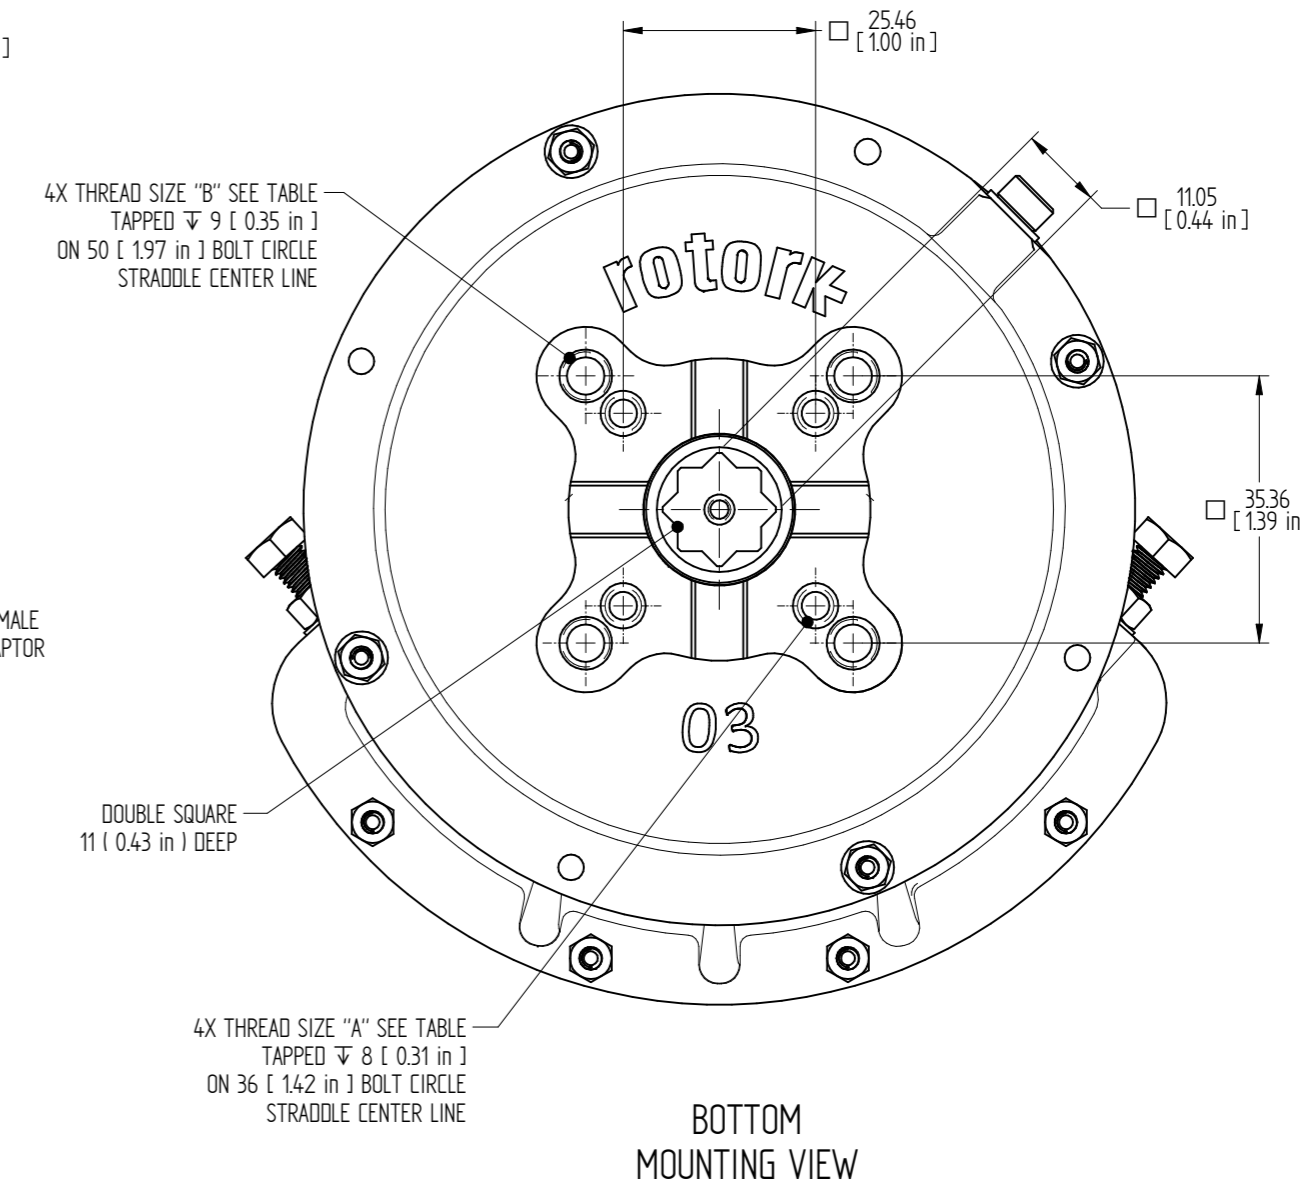 ]
25.46
[ 1.00 in ]
4X THREAD SIZE "B" SEE TABLE
TAPPED ↧ 9 [ 0.35 in ]
ON 50 [ 1.97 in ] BOLT CIRCLE
STRADDLE CENTER LINE
11.05
[ 0.44 in ]
rotork
35.36
[ 1.39 in
MALE
APTOR
03
DOUBLE SQUARE
11 ( 0.43 in ) DEEP
4X THREAD SIZE "A" SEE TABLE
TAPPED ↧ 8 [ 0.31 in ]
ON 36 [ 1.42 in ] BOLT CIRCLE
STRADDLE CENTER LINE
BOTTOM
MOUNTING VIEW